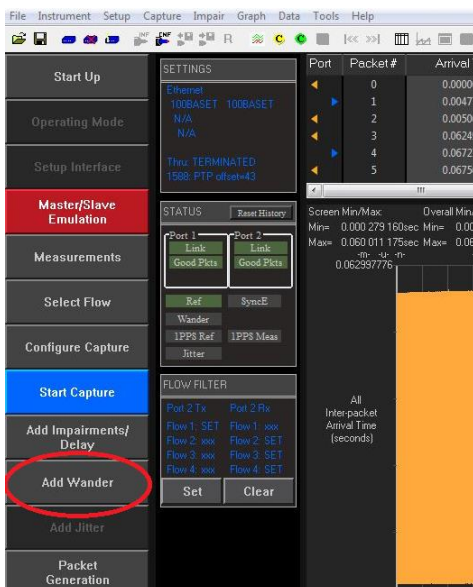 File Instrument Setup Capture Impair Graph Data Tools Help
R
Start Up
Operating Mode
Setup Interface
Master/Slave
Emulation
Measurements
Select Flow
Configure Capture
Start Capture
Add Impairments/
Delay
Add Wander
Add Jitter
Packet
Generation
SETTINGS
Ethernet
100BASET 100BASET
N/A
N/A
Thru: TERMINATED
1588: PTP offset=43
STATUS Reset History
Port 1 Port 2
Link Link
Good Pkts Good Pkts
Ref SyncE
Wander
1PPS Ref 1PPS Meas
Jitter
FLOW FILTER
Port 2 Tx Port 2 Rx
Flow 1: SET Flow 1: xxx
Flow 2: xxx Flow 2: SET
Flow 3: xxx Flow 3: SET
Flow 4: xxx Flow 4: SET
Set Clear
Port Packet# Arrival
0 0.0000
1 0.0047
2 0.0050
3 0.0624
4 0.0672
5 0.0675
Screen Min/Max: Overall Min/
Min= 0.000 279 160sec Min= 0.00
Max= 0.060 011 175sec Max= 0.06
-m- -u- -n-
0.062997776
All
Inter-packet
Arrival Time
(seconds)